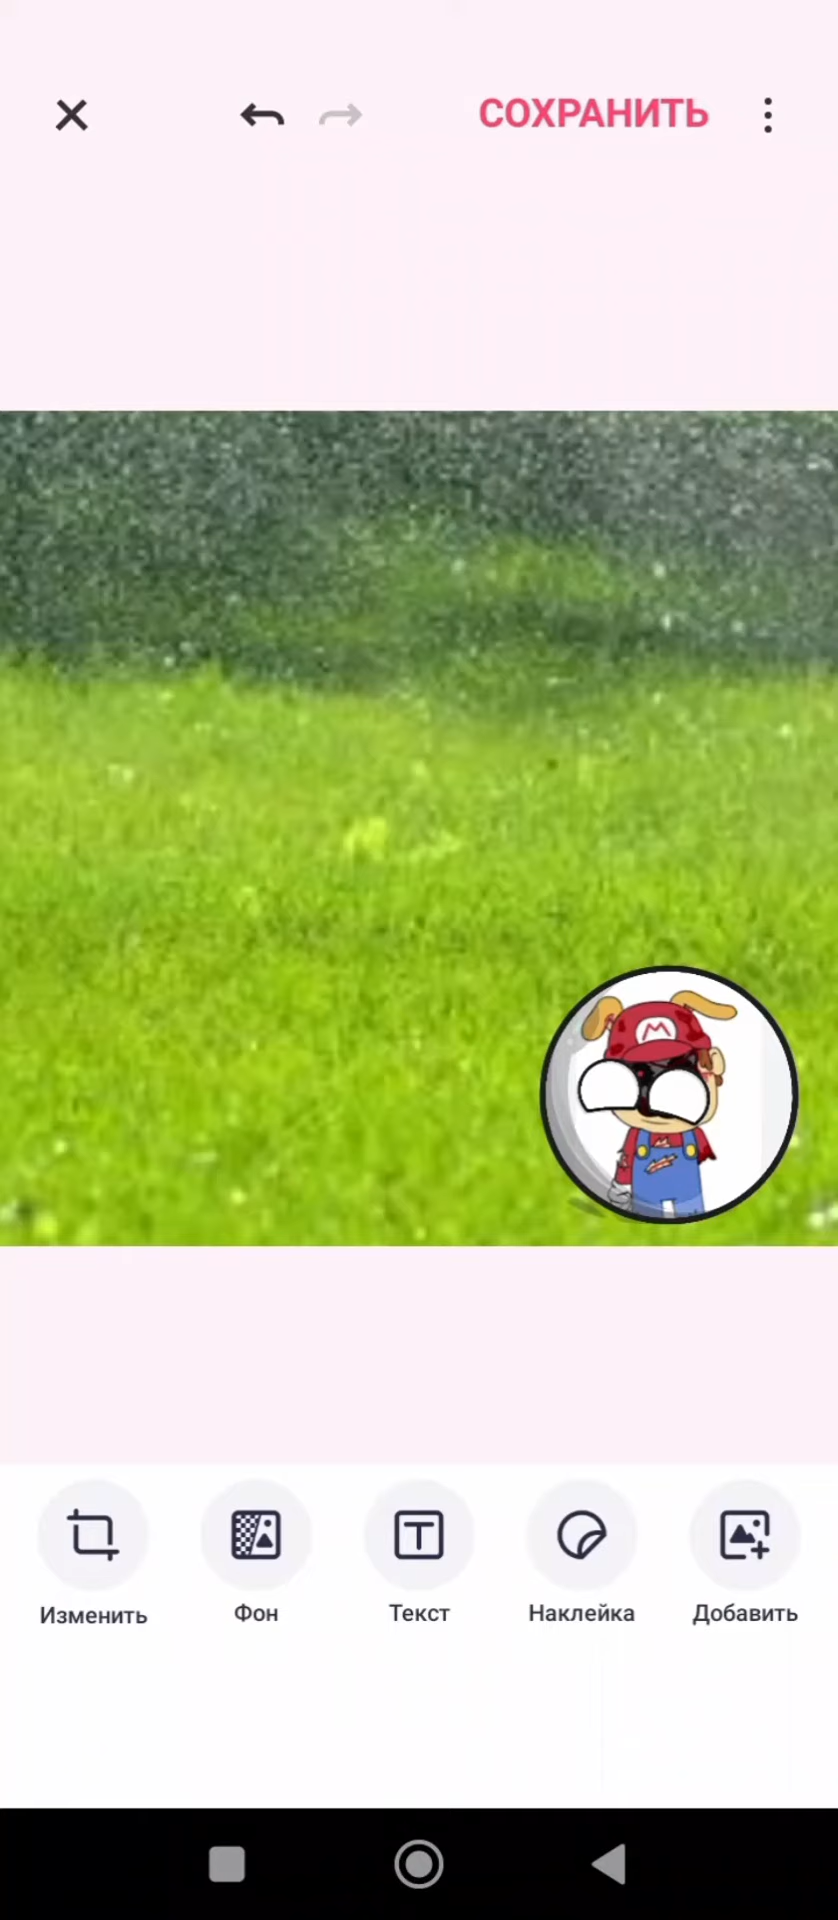 СОХРАНИТЬ
M
Изменить
Фон
Текст
Наклейка
Добавить